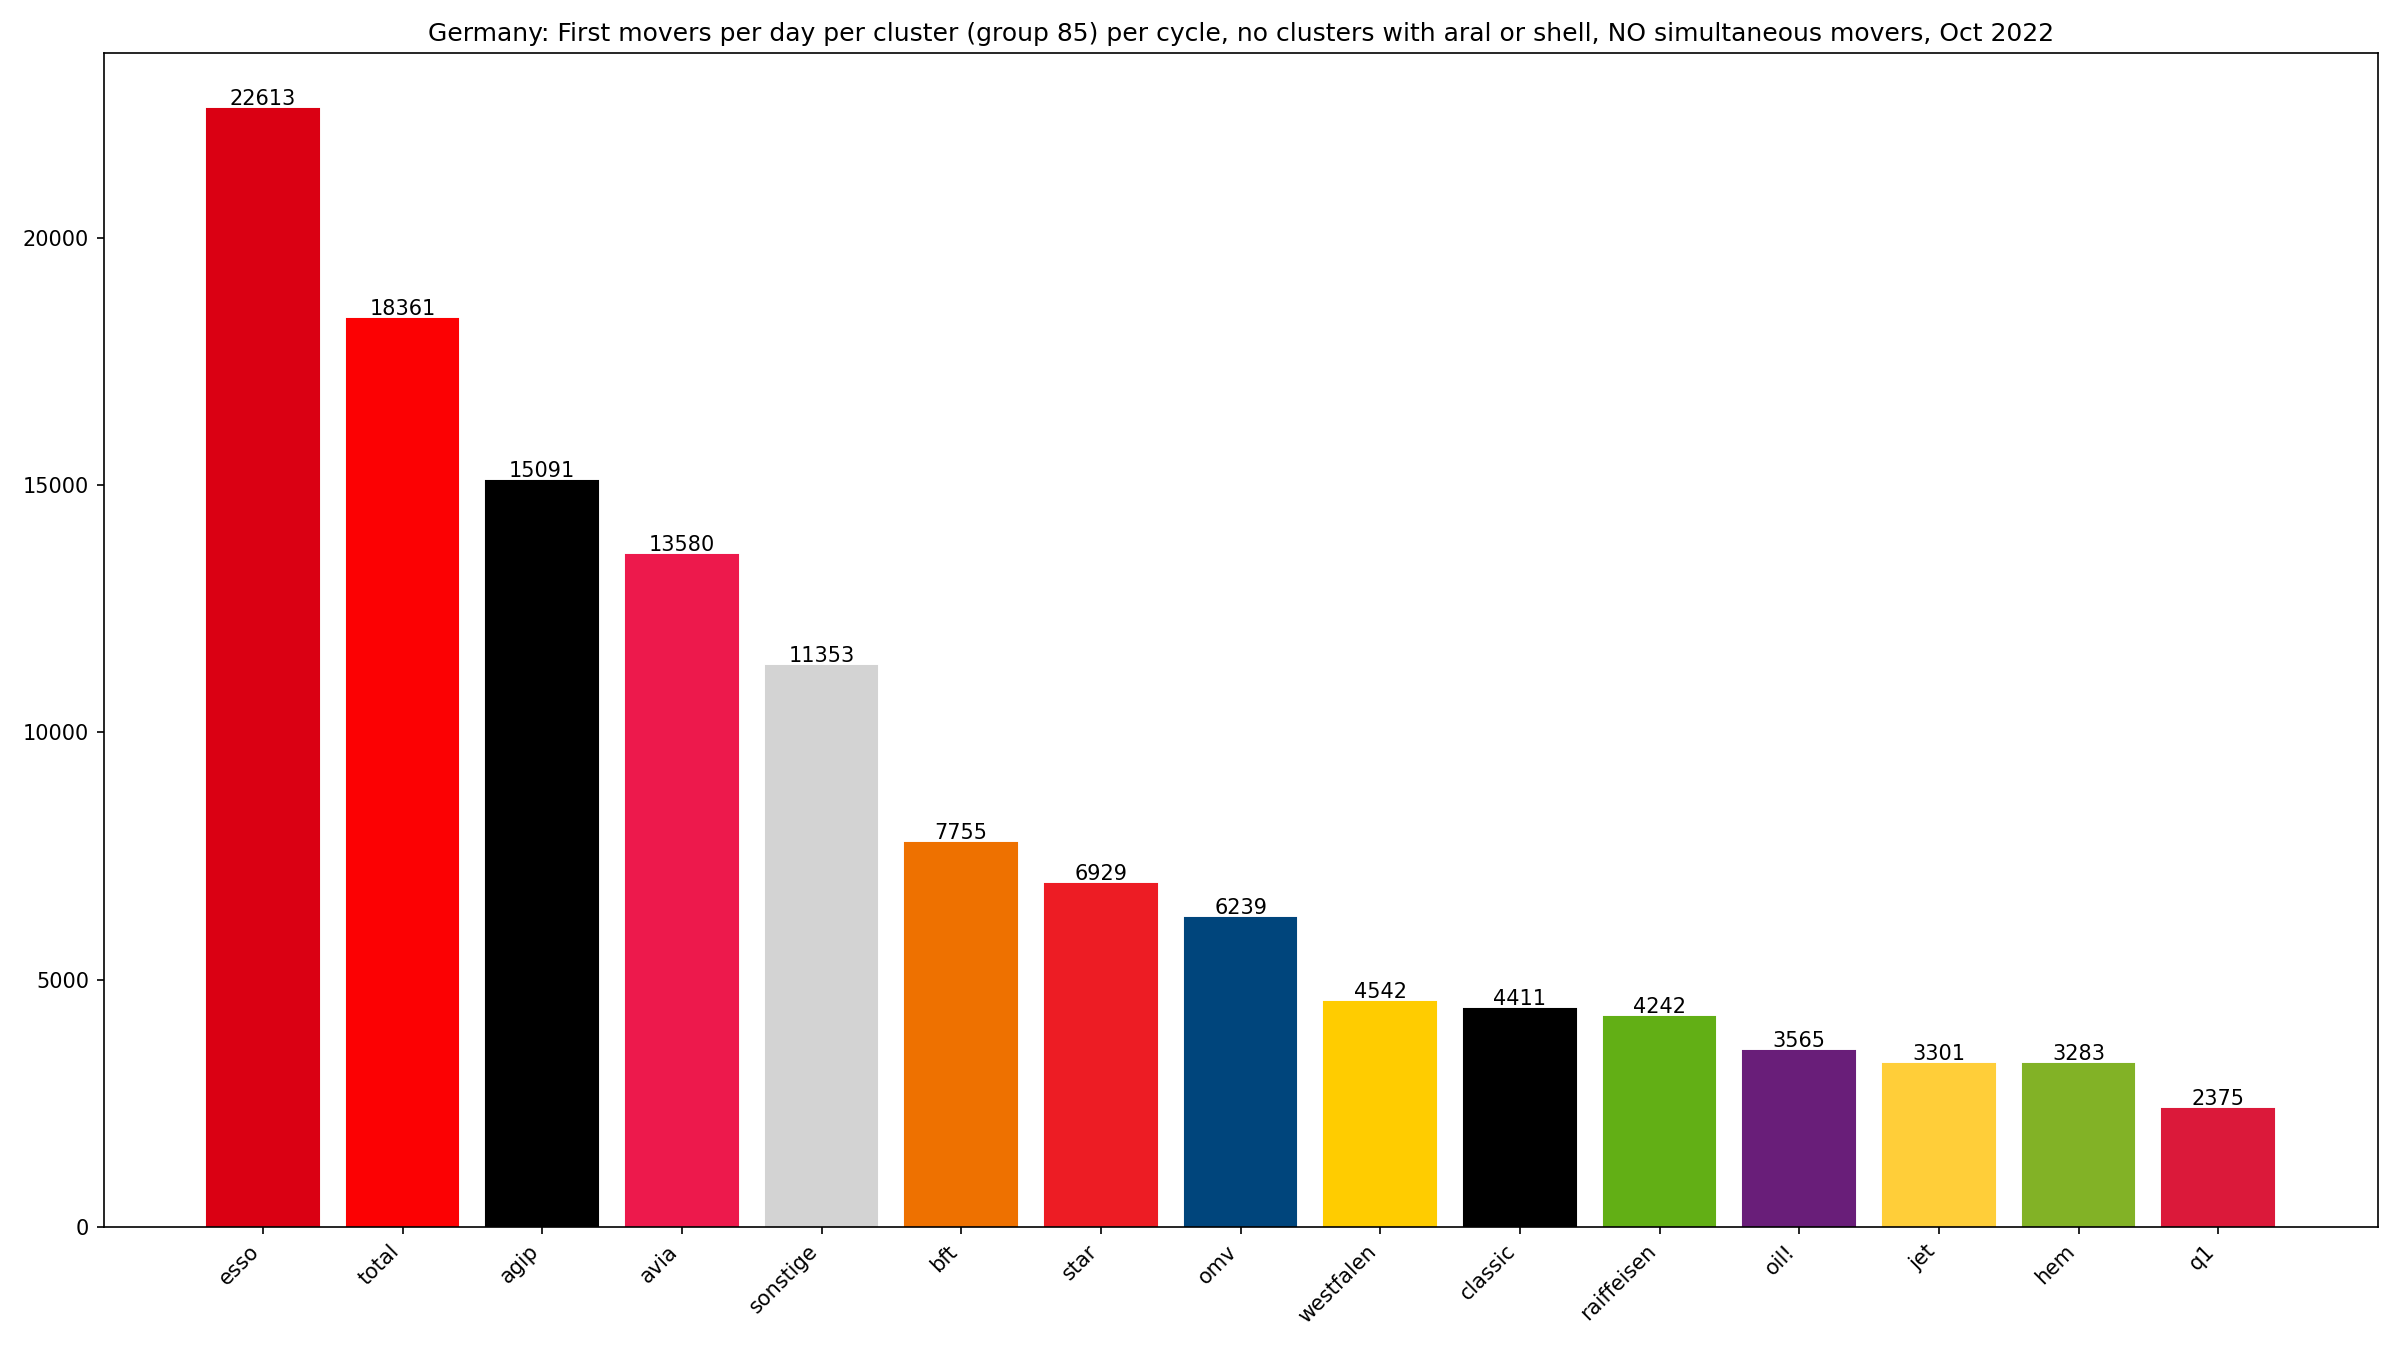 Germany: First movers per day per cluster (group 85) per cycle, no clusters with aral or shell, NO simultaneous movers, Oct 2022
22613
18361
15091
13580
11353
7755
6929
6239
4542
4411
4242
3565
3301
3283
2375
20000
15000
10000
5000
0
esso
total
agip
avia
sonstige
bft
star
omv
westfalen
classic
raiffeisen
oil!
jet
hem
q1